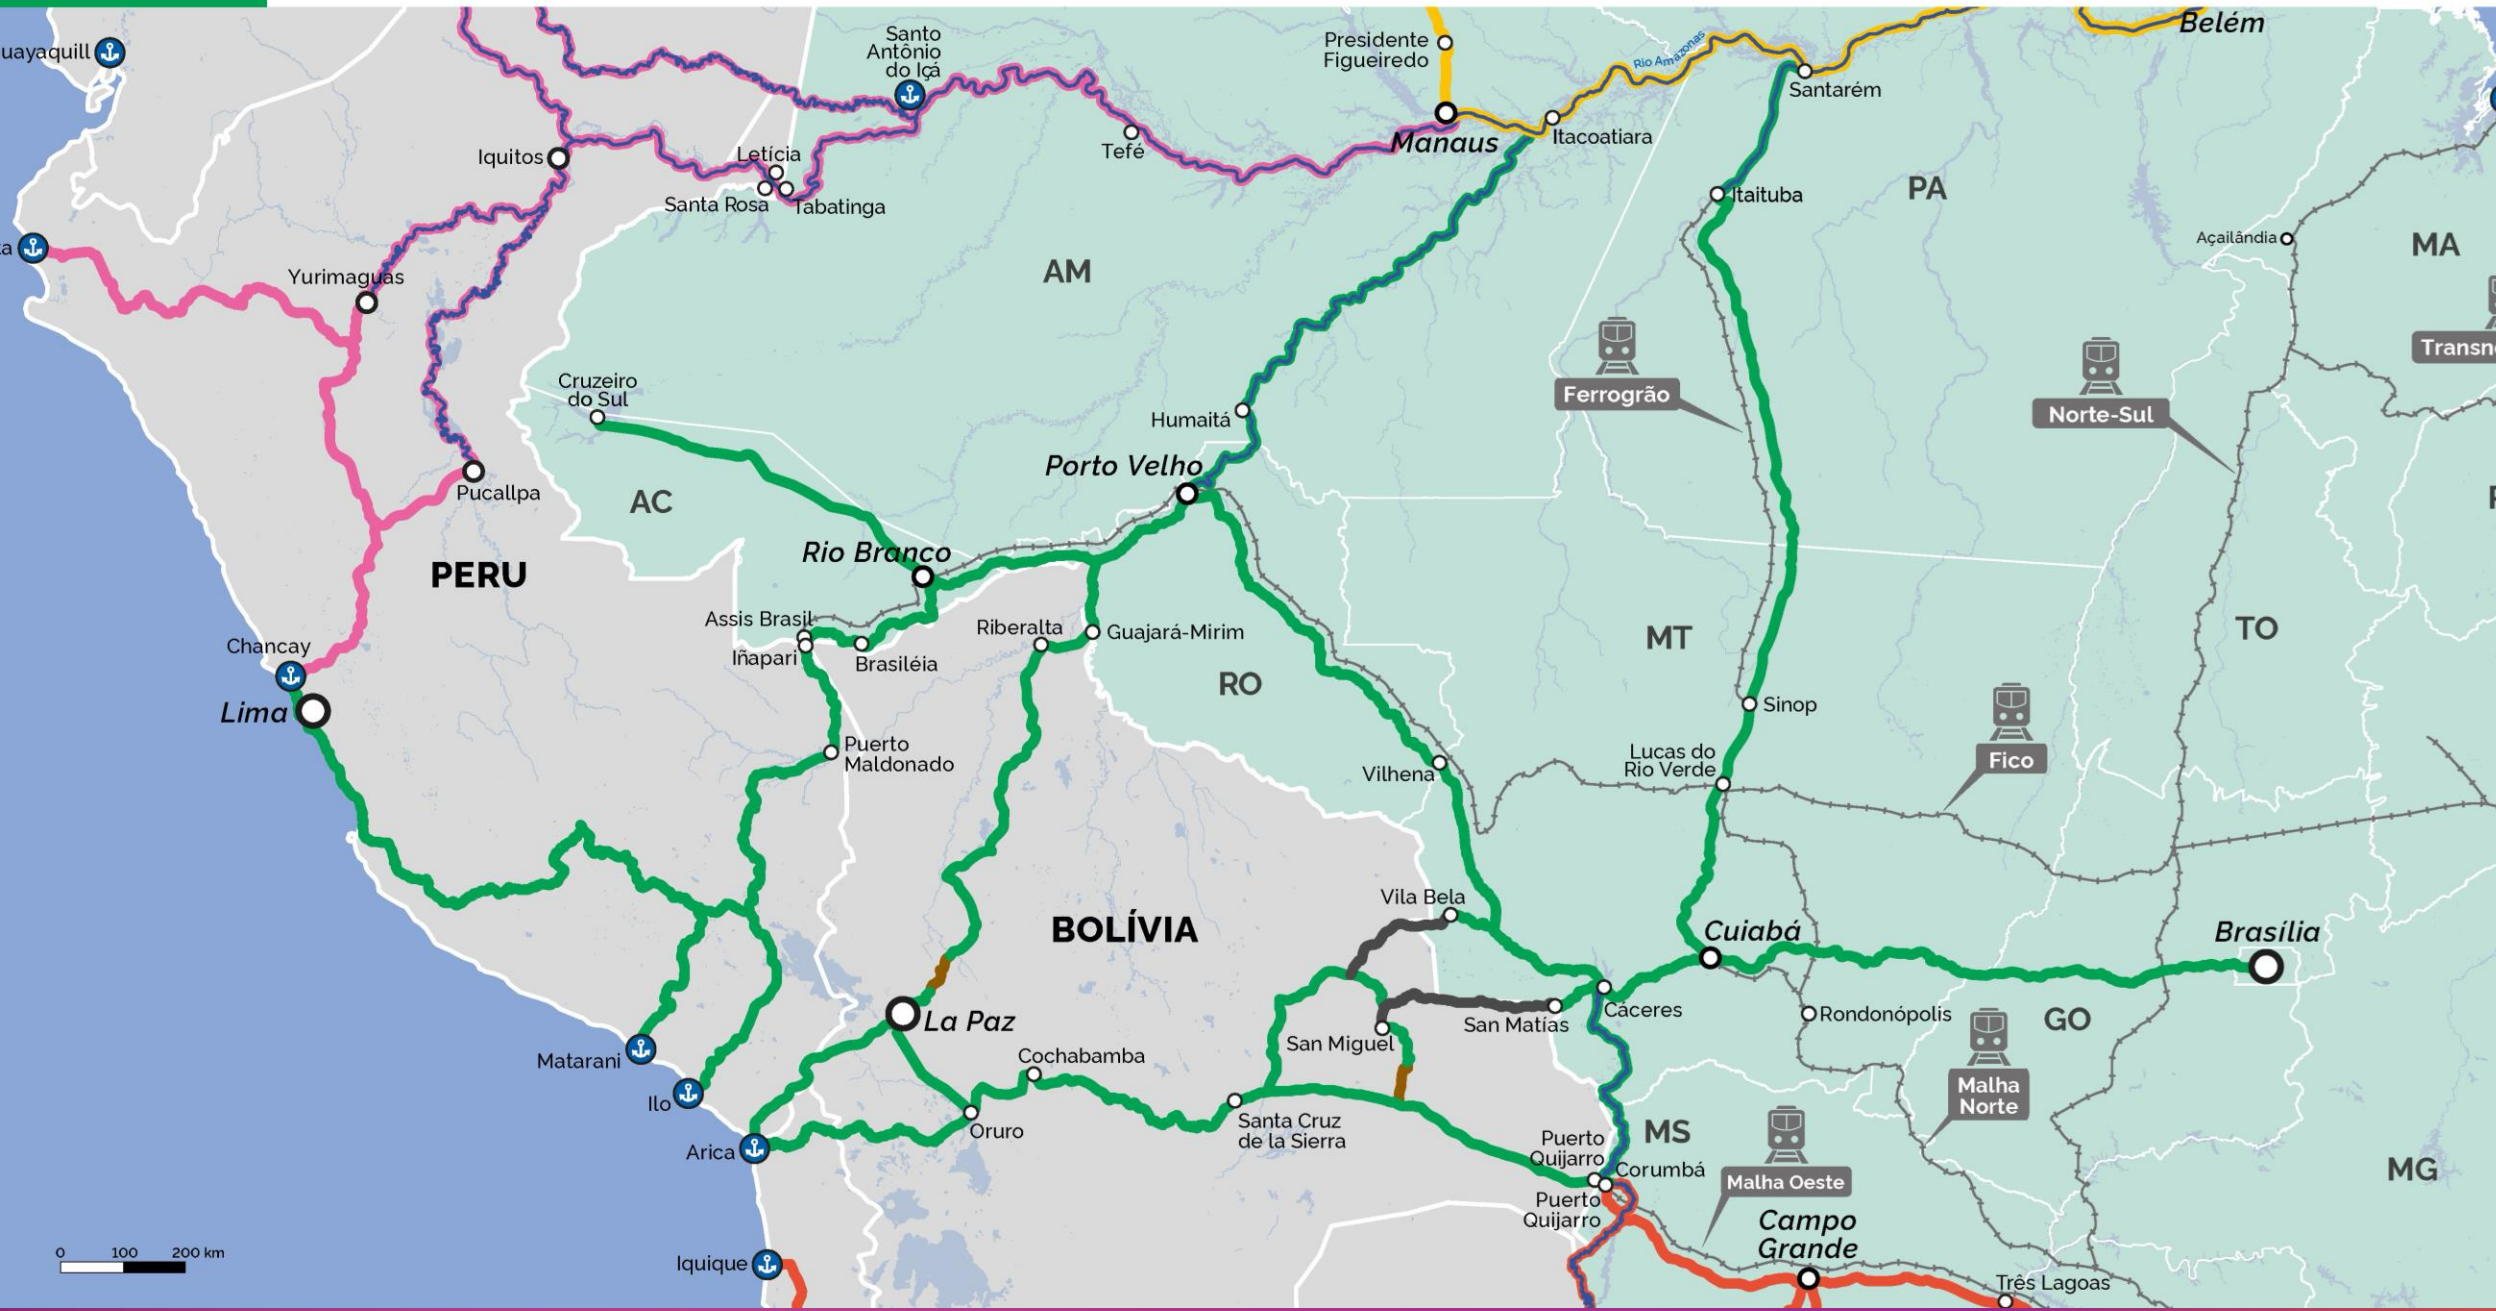 uayaquill
Santo
Antônio
do Içá
Presidente
Figueiredo
Rio Amazonas
Belém
Santarém
Manaus
Itacoatiara
Iquitos
Letícia
Santa Rosa
Tabatinga
Tefé
Itaituba
PA
Açailândia
MA
ta
Yurimaguas
AM
Ferrogrão
Norte-Sul
Transn
Cruzeiro
do Sul
Humaitá
Porto Velho
Pucallpa
AC
PERU
Rio Branco
Assis Brasil
Iñapari
Brasiléia
Riberalta
Guajará-Mirim
MT
TO
Chancay
Lima
RO
Sinop
Puerto
Maldonado
Vilhena
Lucas do
Rio Verde
Fico
Vila Bela
BOLÍVIA
Cuiabá
Brasília
La Paz
San Matías
Cáceres
Rondonópolis
GO
San Miguel
Matarani
Cochabamba
Ilo
Malha
Norte
Santa Cruz
de la Sierra
Oruro
Arica
Puerto
Quijarro
MS
Corumbá
Malha Oeste
MG
Puerto
Quijarro
Campo
Grande
0 100 200 km
Iquique
Três Lagoas